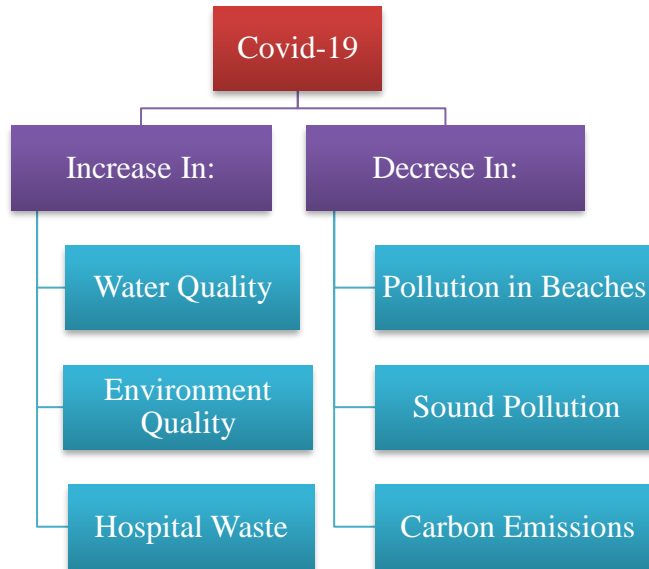 Covid-19
Increase In:
Decrese In:
Water Quality
Pollution in Beaches
Environment
Quality
Sound Pollution
Hospital Waste
Carbon Emissions